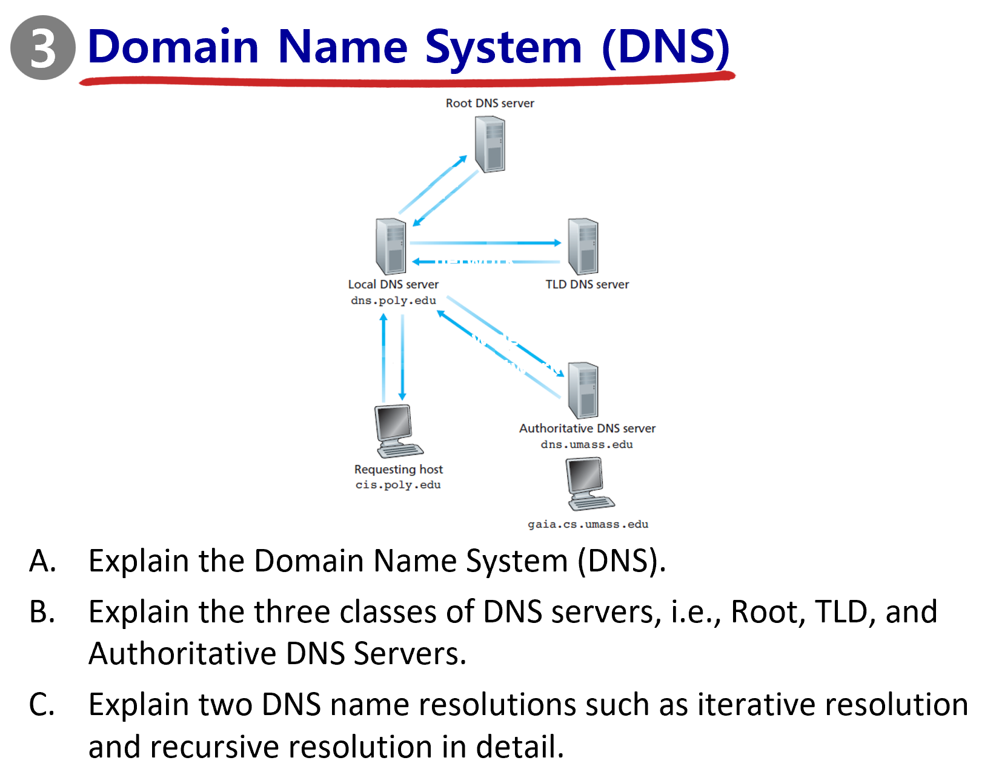 3 Domain Name System (DNS)
Root DNS server
Local DNS server
dns.poly.edu
TLD DNS server
Authoritative DNS server
dns.umass.edu
Requesting host
cis.poly.edu
gaia.cs.umass.edu
A. Explain the Domain Name System (DNS).
B. Explain the three classes of DNS servers, i.e., Root, TLD, and
Authoritative DNS Servers.
C. Explain two DNS name resolutions such as iterative resolution
and recursive resolution in detail.